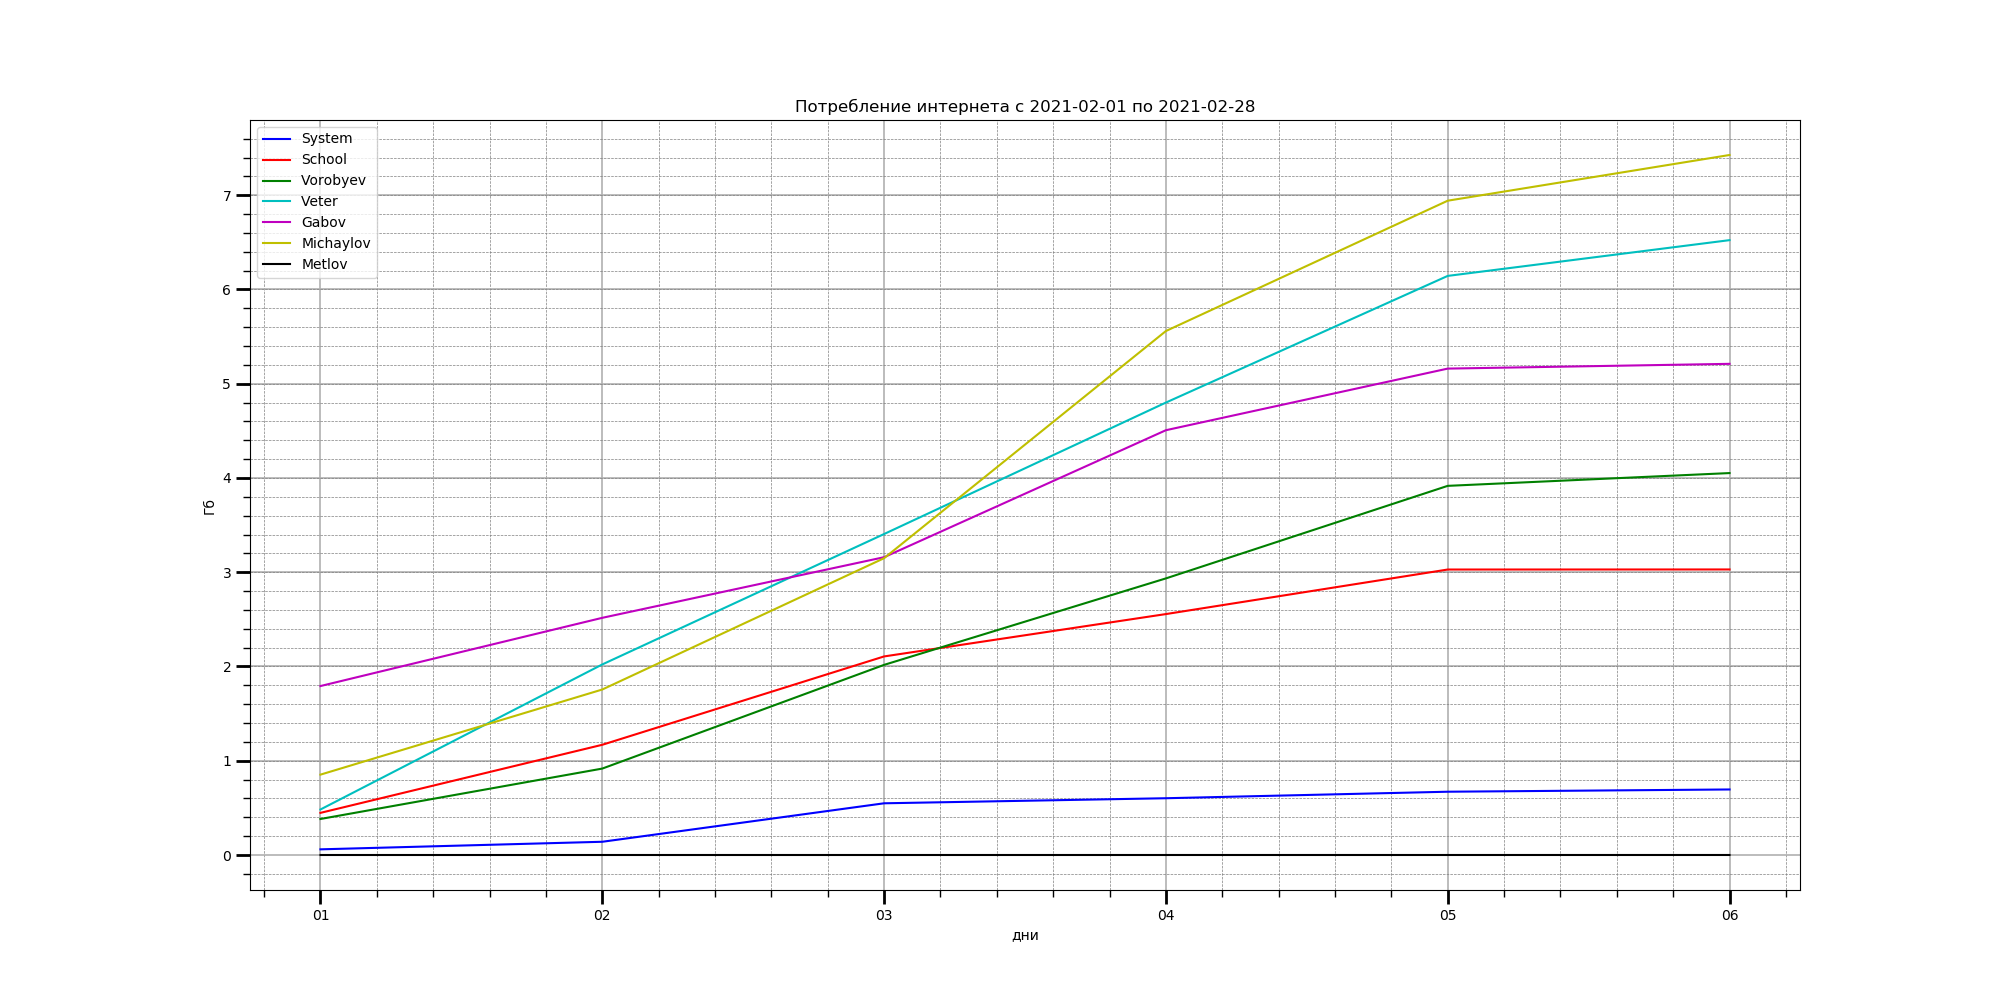 Потребление интернета с 2021-02-01 по 2021-02-28
System
School
Vorobyev
Veter
Gabov
Michaylov
Metlov
7
6
5
4
3
2
1
0
Гб
01 02 03 04 05 06
дни